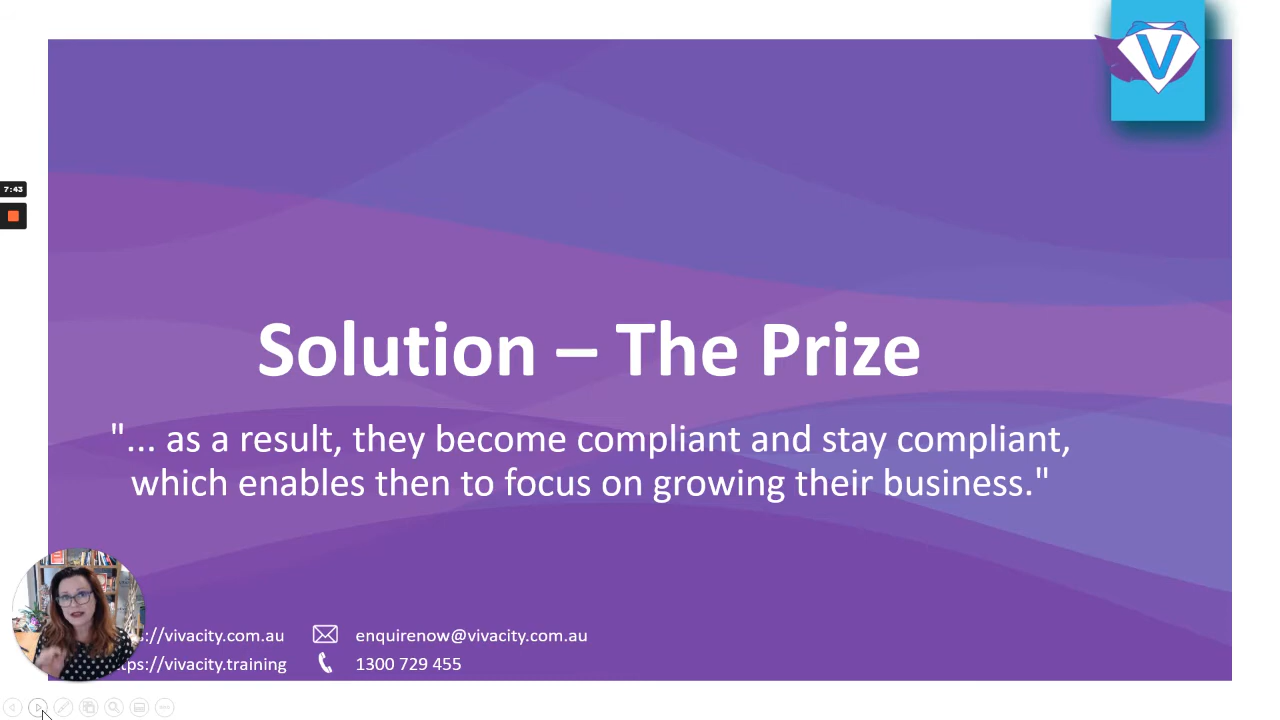 V
7:43
Solution – The Prize
"... as a result, they become compliant and stay compliant,
which enables then to focus on growing their business."
://vivacity.com.au
enquirenow@vivacity.com.au
tps://vivacity.training
1300 729 455